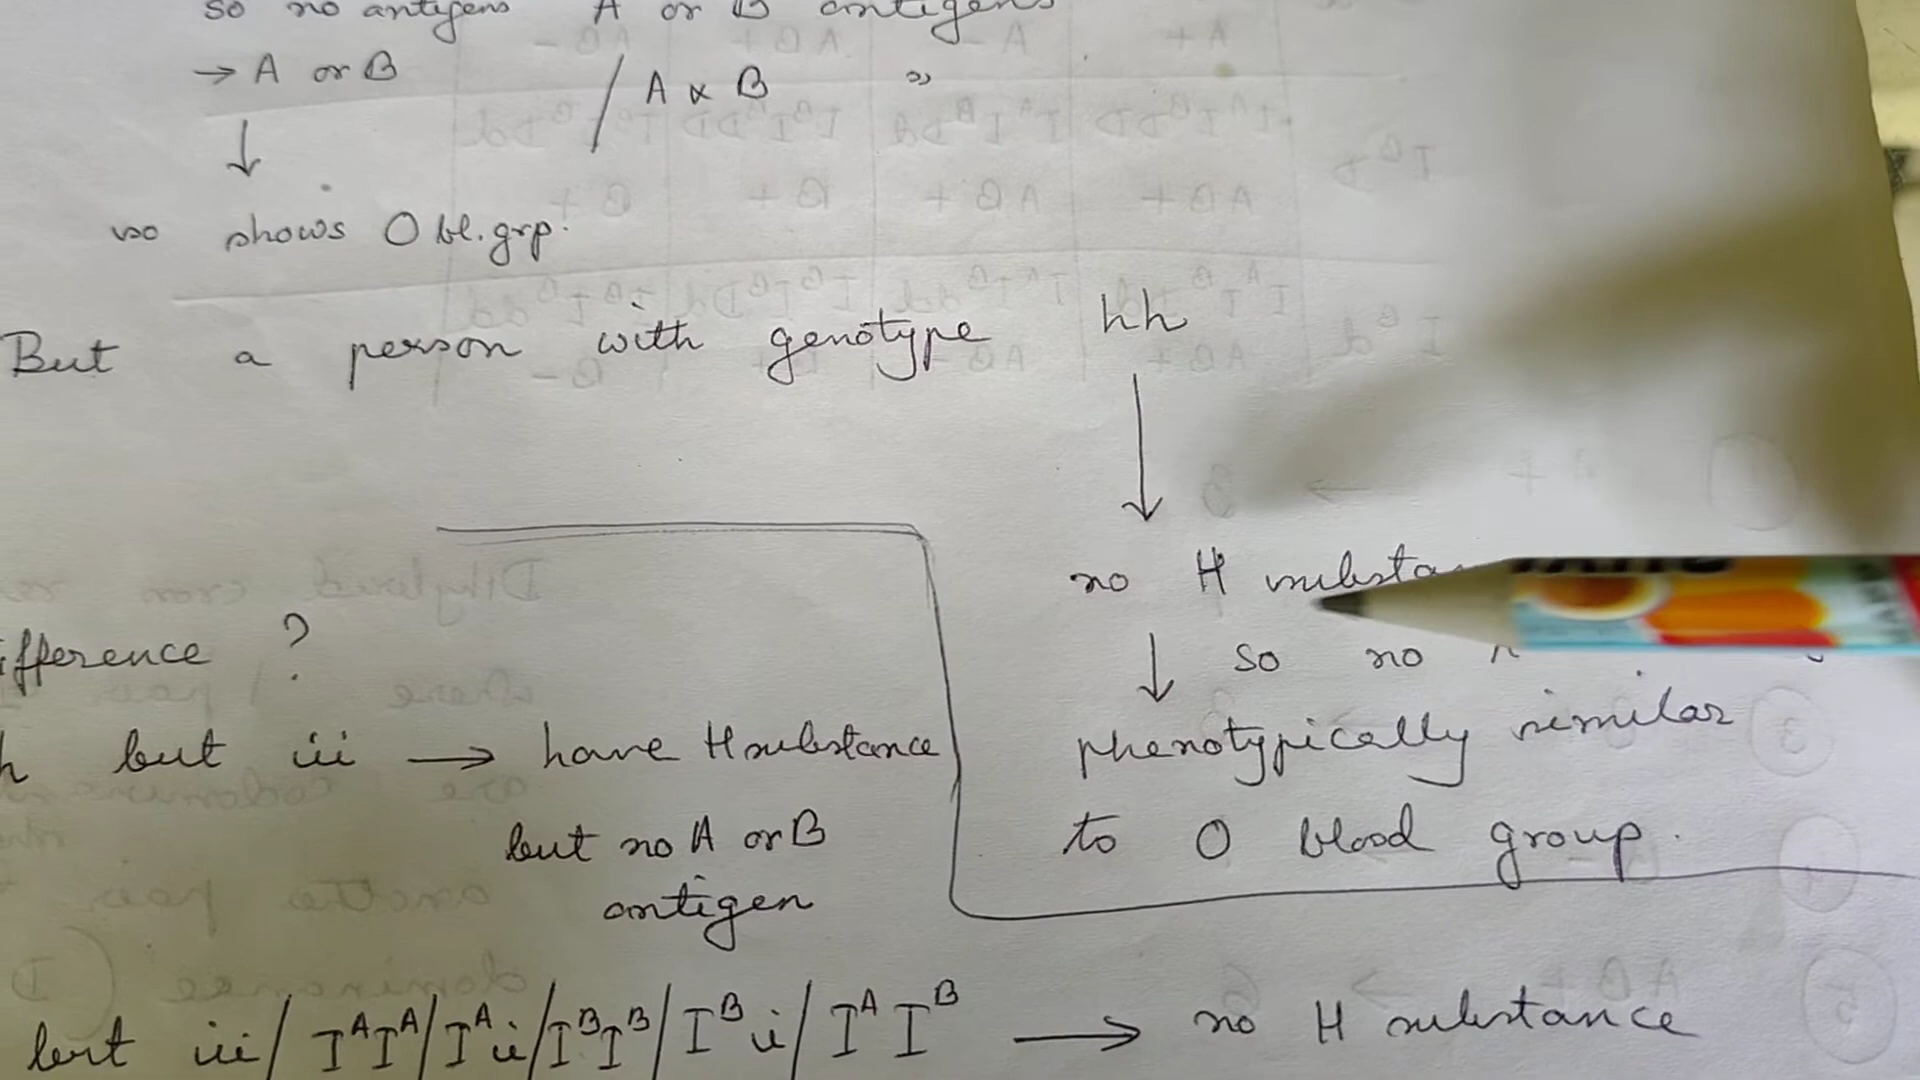 so no antigens A or B antigens
→ A or B / A & B "
↓
so shows O bl.grp.
But a person with genotype hh
↓
no H
↓ so no
phenotypically similar
to O blood group.
ifference ?
h but ii → have H substance
but no A or B
antigen
but ii / IᴬIᴬ / Iᴬi / IᴮIᴮ / Iᴮi / IᴬIᴮ → no H substance